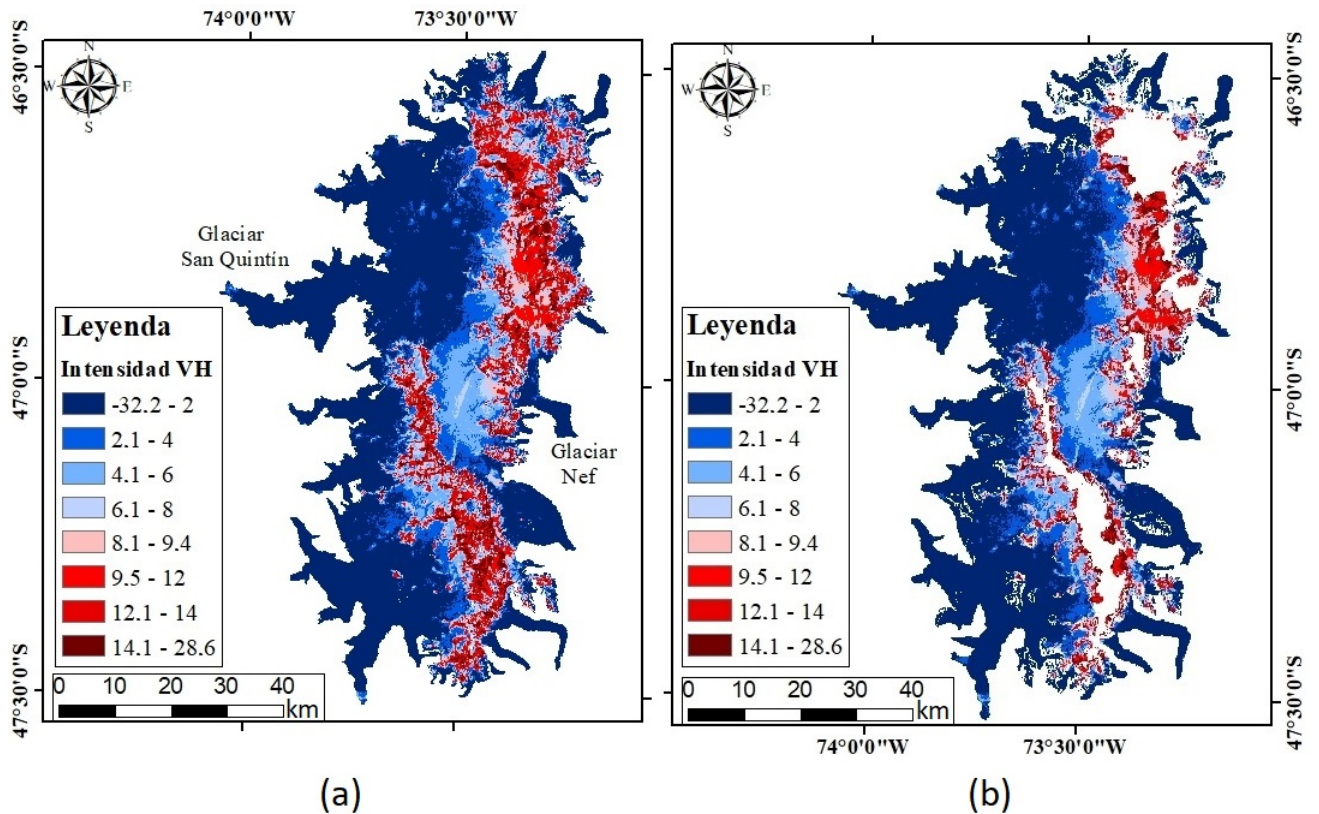 74°0'0"W 73°30'0"W
46°30'0"S
47°0'0"S
47°30'0"S
N
W E
S
Glaciar
San Quintín
Glaciar
Nef
Leyenda
Intensidad VH
-32.2 - 2
2.1 - 4
4.1 - 6
6.1 - 8
8.1 - 9.4
9.5 - 12
12.1 - 14
14.1 - 28.6
0 10 20 30 40
km
(a)
N
W E
S
46°30'0"S
47°0'0"S
47°30'0"S
Leyenda
Intensidad VH
-32.2 - 2
2.1 - 4
4.1 - 6
6.1 - 8
8.1 - 9.4
9.5 - 12
12.1 - 14
14.1 - 28.6
0 10 20 30 40
km
74°0'0"W 73°30'0"W
(b)